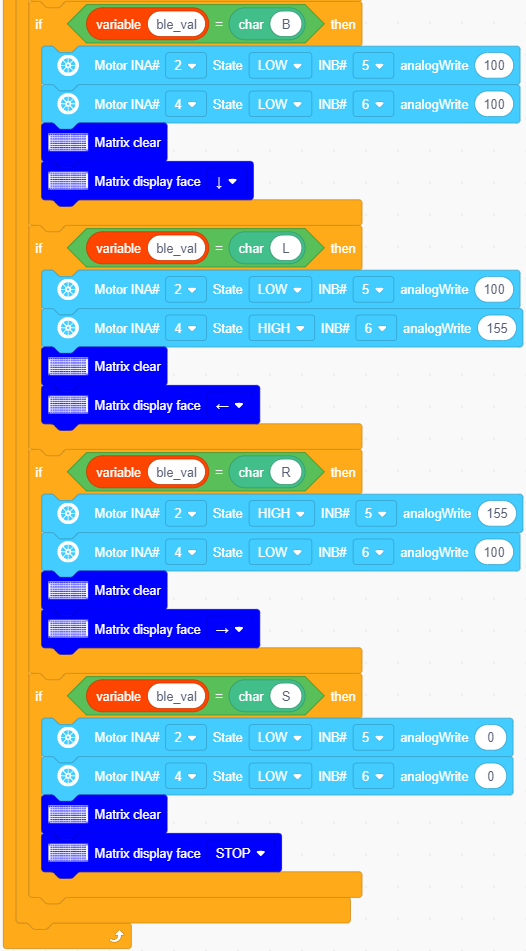 if variable ble_val = char B then
Motor INA# 2 State LOW INB# 5 analogWrite 100
Motor INA# 4 State LOW INB# 6 analogWrite 100
Matrix clear
Matrix display face ↓
if variable ble_val = char L then
Motor INA# 2 State LOW INB# 5 analogWrite 100
Motor INA# 4 State HIGH INB# 6 analogWrite 155
Matrix clear
Matrix display face ←
if variable ble_val = char R then
Motor INA# 2 State HIGH INB# 5 analogWrite 155
Motor INA# 4 State LOW INB# 6 analogWrite 100
Matrix clear
Matrix display face →
if variable ble_val = char S then
Motor INA# 2 State LOW INB# 5 analogWrite 0
Motor INA# 4 State LOW INB# 6 analogWrite 0
Matrix clear
Matrix display face STOP